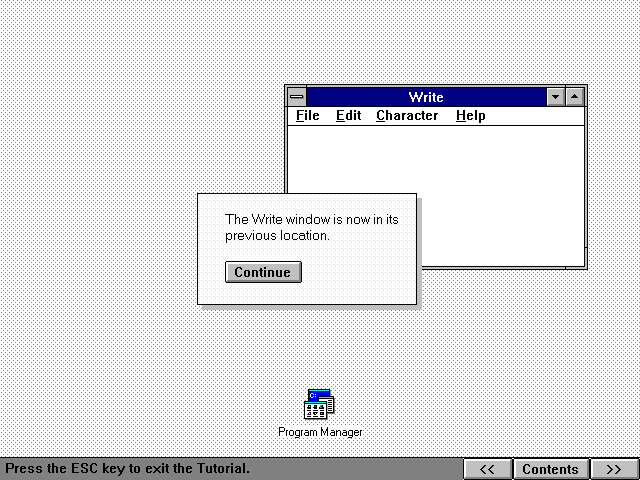 Write
File Edit Character Help
The Write window is now in its
previous location.
Continue
Program Manager
Press the ESC key to exit the Tutorial.
<< Contents >>